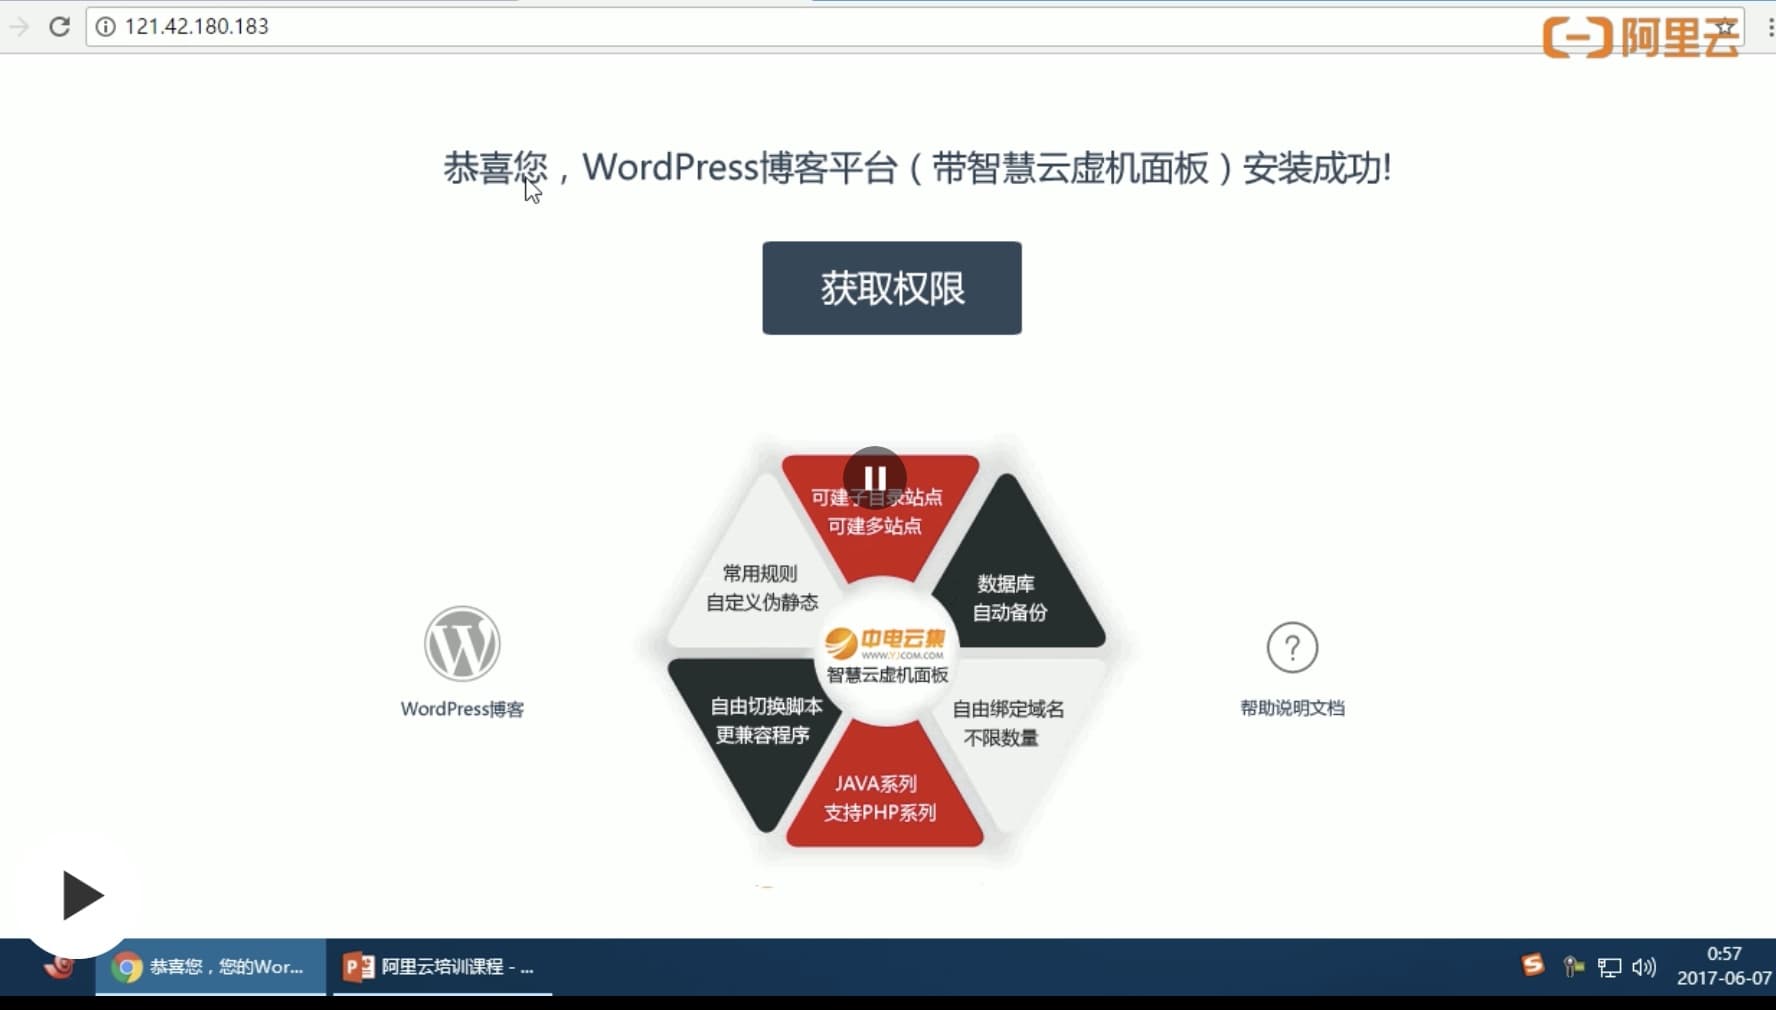 121.42.180.183
阿里云
恭喜您，WordPress博客平台（带智慧云虚机面板）安装成功!
获取权限
可建子目录站点
可建多站点
常用规则
自定义伪静态
数据库
自动备份
中电云集
WWW.YJCOM.COM
智慧云虚机面板
自由切换脚本
更兼容程序
自由绑定域名
不限数量
JAVA系列
支持PHP系列
WordPress博客
?
帮助说明文档
恭喜您，您的Wor...
阿里云培训课程 - ...
0:57
2017-06-07